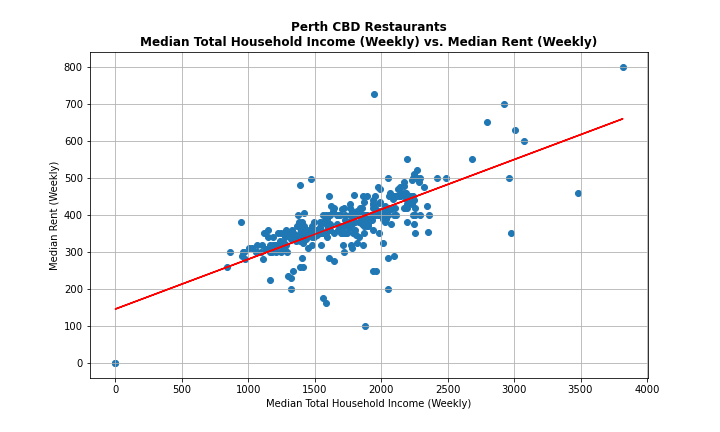 Perth CBD Restaurants
Median Total Household Income (Weekly) vs. Median Rent (Weekly)
800
700
600
500
400
300
200
100
0
Median Rent (Weekly)
0 500 1000 1500 2000 2500 3000 3500 4000
Median Total Household Income (Weekly)